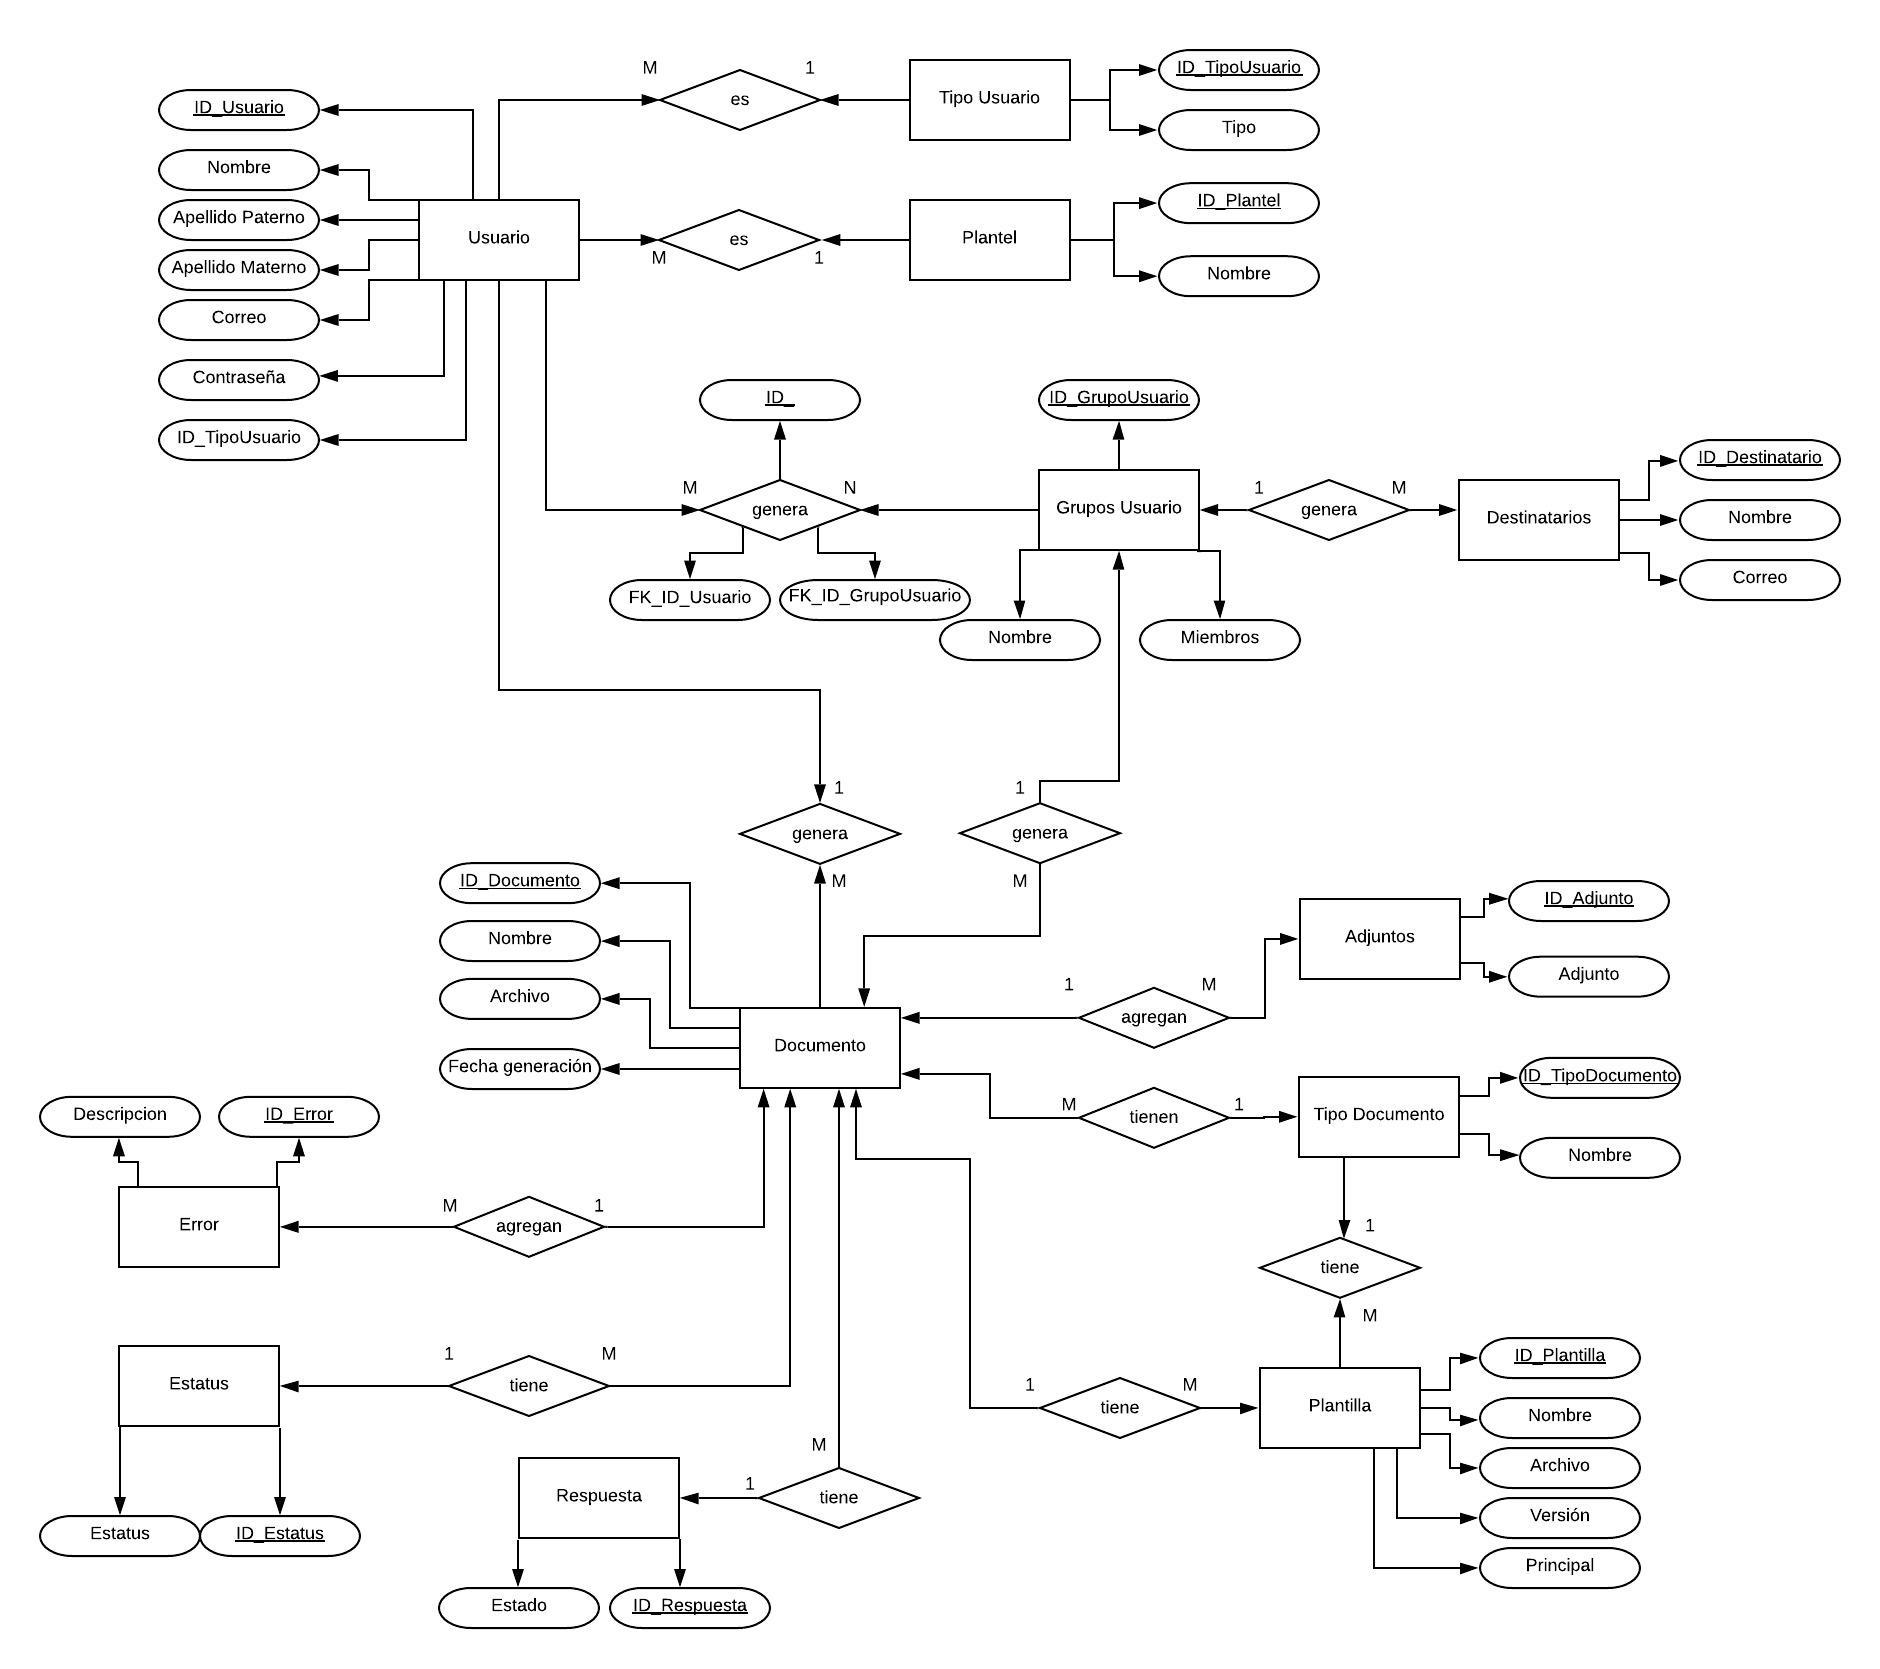 M
1
es
Tipo Usuario
ID_TipoUsuario
Tipo
ID_Usuario
Nombre
Apellido Paterno
Apellido Materno
Correo
Contraseña
ID_TipoUsuario
Usuario
es
M
1
Plantel
ID_Plantel
Nombre
ID_
M
N
genera
FK_ID_Usuario
FK_ID_GrupoUsuario
ID_GrupoUsuario
Grupos Usuario
Nombre
Miembros
1
M
genera
Destinatarios
ID_Destinatario
Nombre
Correo
1
genera
M
1
genera
M
ID_Documento
Nombre
Archivo
Fecha generación
Documento
1
M
agregan
Adjuntos
ID_Adjunto
Adjunto
M
1
tienen
Tipo Documento
ID_TipoDocumento
Nombre
Descripcion
ID_Error
Error
M
1
agregan
1
tiene
M
Estatus
1
M
tiene
Estatus
ID_Estatus
M
1
tiene
Respuesta
Estado
ID_Respuesta
1
M
tiene
Plantilla
ID_Plantilla
Nombre
Archivo
Versión
Principal